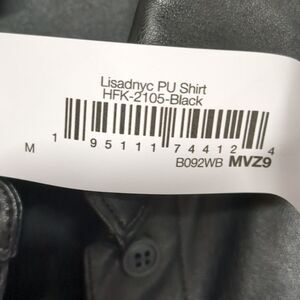 Lisadnyc PU Shirt
HFK-2105-Black
M 1 95111 74412 4
B092WB MVZ9